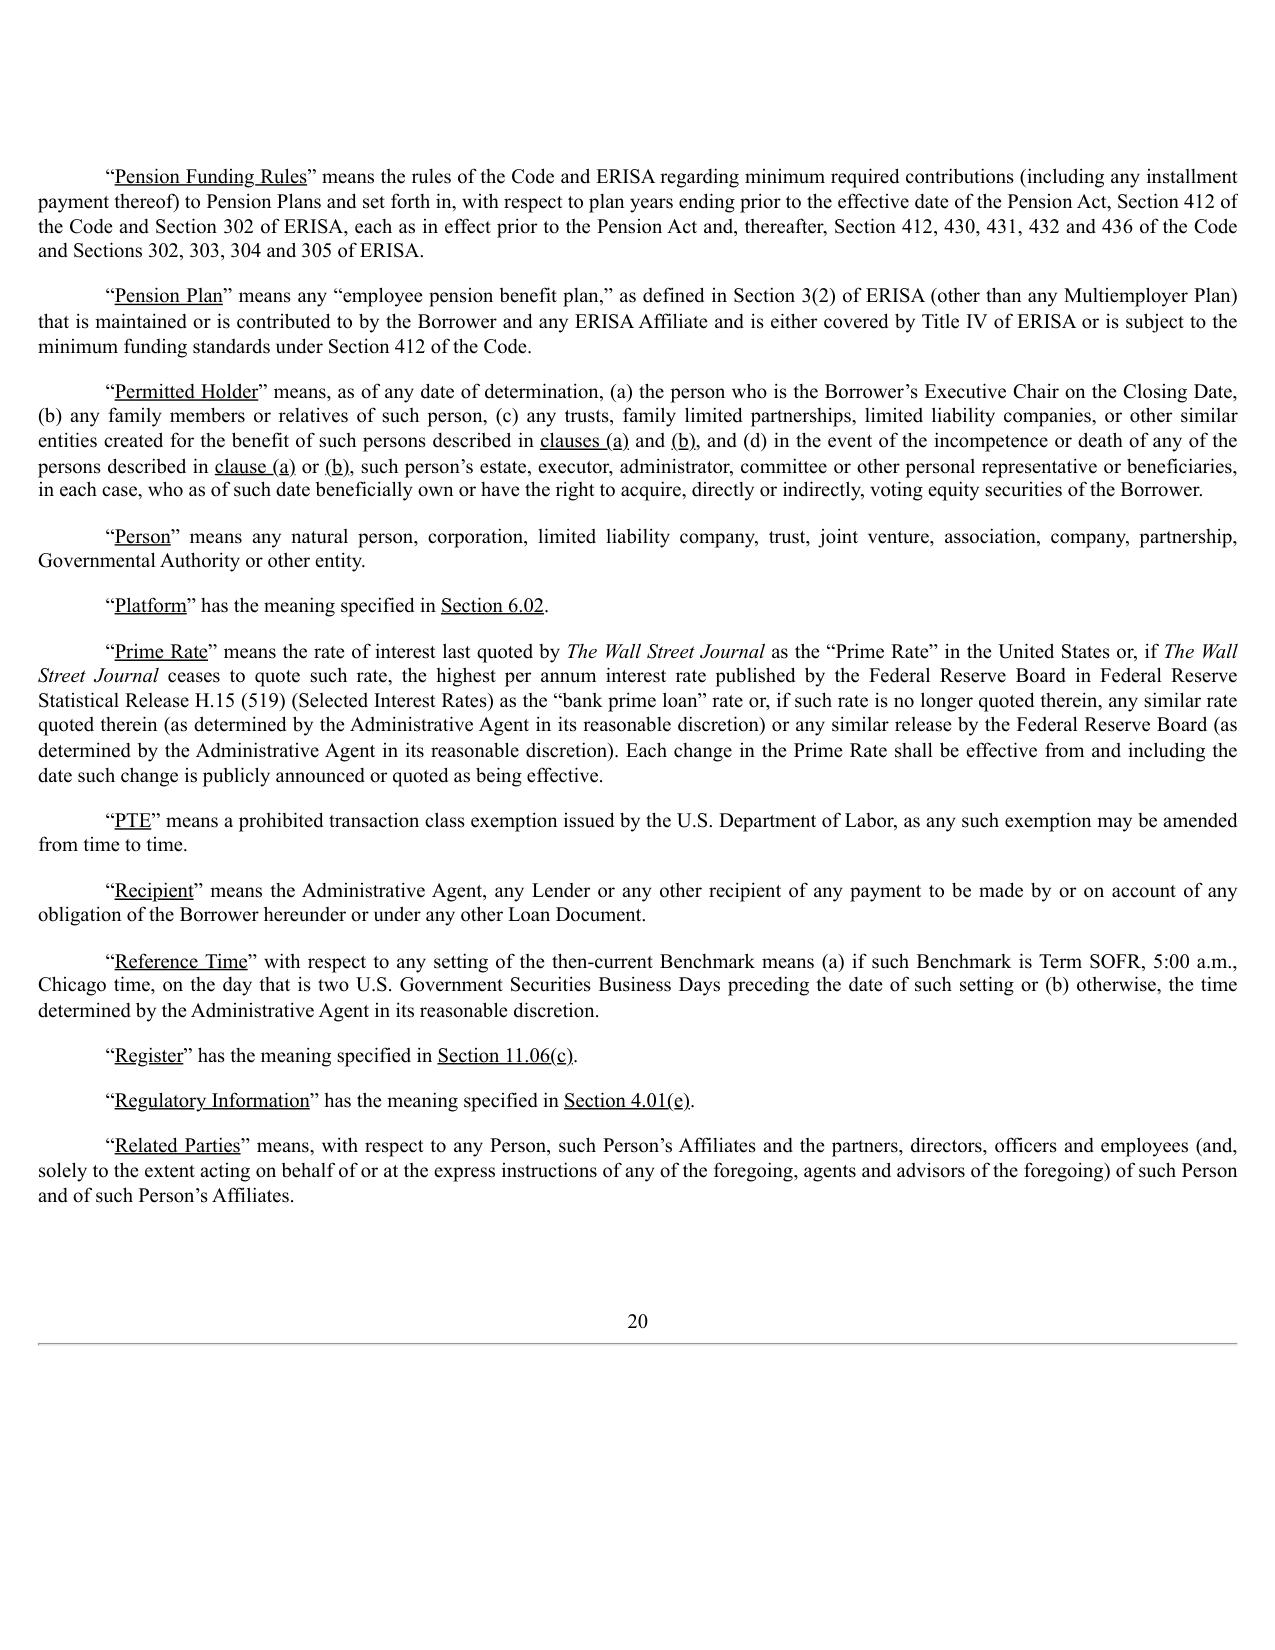 “Pension Funding Rules” means the rules of the Code and ERISA regarding minimum required contributions (including any installment
payment thereof) to Pension Plans and set forth in, with respect to plan years ending prior to the effective date of the Pension Act, Section 412 of
the Code and Section 302 of ERISA, each as in effect prior to the Pension Act and, thereafter, Section 412, 430, 431, 432 and 436 of the Code
and Sections 302, 303, 304 and 305 of ERISA.
“Pension Plan” means any “employee pension benefit plan,” as defined in Section 3(2) of ERISA (other than any Multiemployer Plan)
that is maintained or is contributed to by the Borrower and any ERISA Affiliate and is either covered by Title IV of ERISA or is subject to the
minimum funding standards under Section 412 of the Code.
“Permitted Holder” means, as of any date of determination, (a) the person who is the Borrower’s Executive Chair on the Closing Date,
(b) any family members or relatives of such person, (c) any trusts, family limited partnerships, limited liability companies, or other similar
entities created for the benefit of such persons described in clauses (a) and (b), and (d) in the event of the incompetence or death of any of the
persons described in clause (a) or (b), such person’s estate, executor, administrator, committee or other personal representative or beneficiaries,
in each case, who as of such date beneficially own or have the right to acquire, directly or indirectly, voting equity securities of the Borrower.
“Person” means any natural person, corporation, limited liability company, trust, joint venture, association, company, partnership,
Governmental Authority or other entity.
“Platform” has the meaning specified in Section 6.02.
“Prime Rate” means the rate of interest last quoted by The Wall Street Journal as the “Prime Rate” in the United States or, if The Wall
Street Journal ceases to quote such rate, the highest per annum interest rate published by the Federal Reserve Board in Federal Reserve
Statistical Release H.15 (519) (Selected Interest Rates) as the “bank prime loan” rate or, if such rate is no longer quoted therein, any similar rate
quoted therein (as determined by the Administrative Agent in its reasonable discretion) or any similar release by the Federal Reserve Board (as
determined by the Administrative Agent in its reasonable discretion). Each change in the Prime Rate shall be effective from and including the
date such change is publicly announced or quoted as being effective.
“PTE” means a prohibited transaction class exemption issued by the U.S. Department of Labor, as any such exemption may be amended
from time to time.
“Recipient” means the Administrative Agent, any Lender or any other recipient of any payment to be made by or on account of any
obligation of the Borrower hereunder or under any other Loan Document.
“Reference Time” with respect to any setting of the then-current Benchmark means (a) if such Benchmark is Term SOFR, 5:00 a.m.,
Chicago time, on the day that is two U.S. Government Securities Business Days preceding the date of such setting or (b) otherwise, the time
determined by the Administrative Agent in its reasonable discretion.
“Register” has the meaning specified in Section 11.06(c).
“Regulatory Information” has the meaning specified in Section 4.01(e).
“Related Parties” means, with respect to any Person, such Person’s Affiliates and the partners, directors, officers and employees (and,
solely to the extent acting on behalf of or at the express instructions of any of the foregoing, agents and advisors of the foregoing) of such Person
and of such Person’s Affiliates.
20